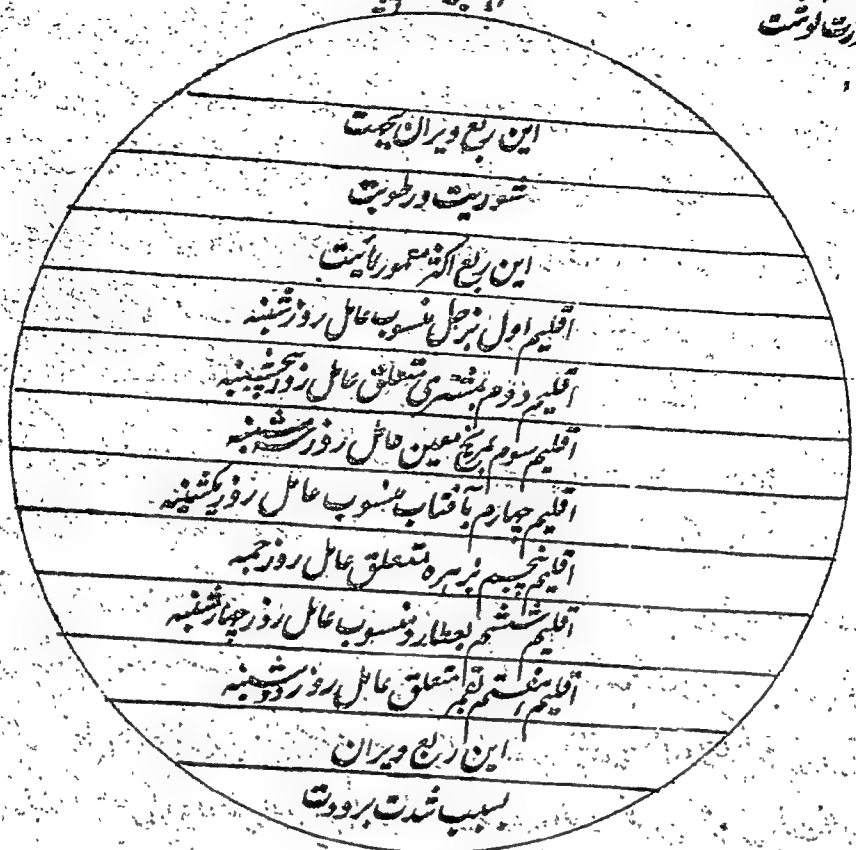 نوشت
این ربع ویران بجهت
شوریت و رطوبت
این ربع اکثر معمور
اقلیم اول بزحل منسوب عامل روز شنبه
اقلیم دوم بمشتری متعلق عامل روز پنجشنبه
اقلیم سوم بمریخ معین عامل روز سه شنبه
اقلیم چهارم بآفتاب منسوب عامل روز یکشنبه
اقلیم پنجم بزهره متعلق عامل روز جمعه
اقلیم ششم بعطارد منسوب عامل روز چهارشنبه
اقلیم هفتم بقمر متعلق عامل روز دوشنبه
این ربع ویران
بسبب شدت برودت